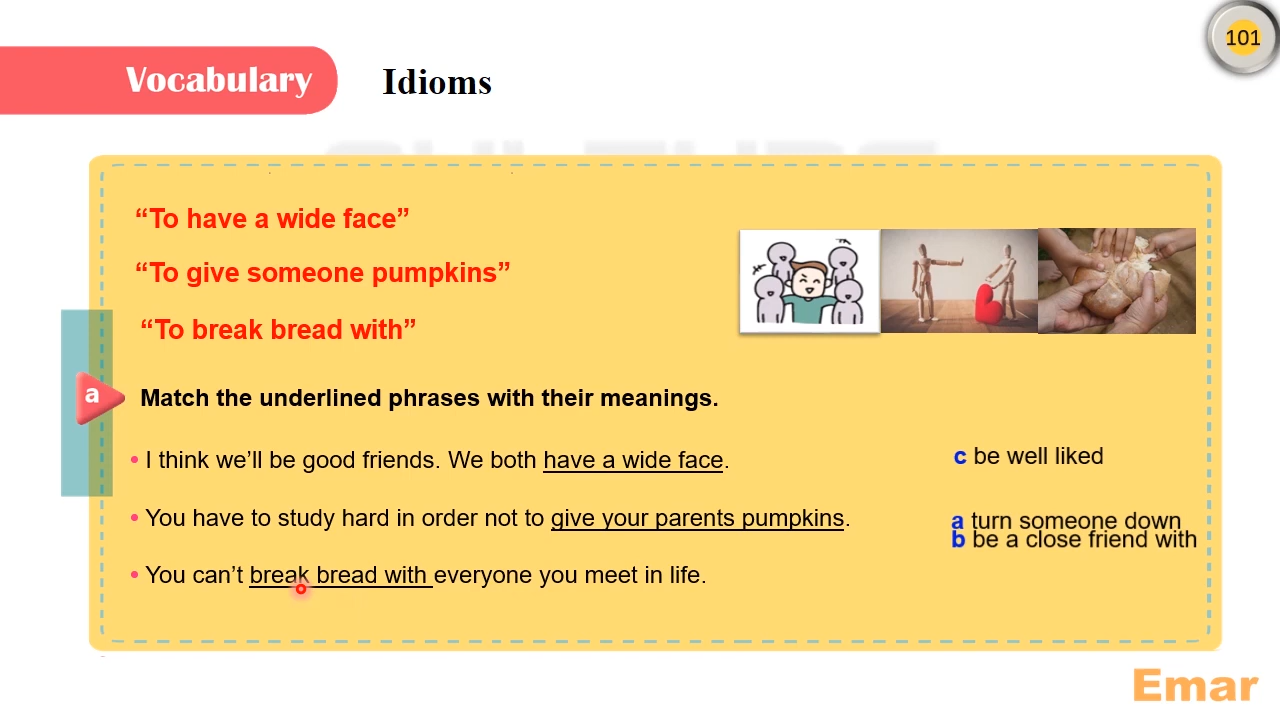 101
Vocabulary Idioms
“To have a wide face”
“To give someone pumpkins”
“To break bread with”
a Match the underlined phrases with their meanings.
• I think we’ll be good friends. We both have a wide face.
c be well liked
• You have to study hard in order not to give your parents pumpkins.
a turn someone down
b be a close friend with
• You can’t break bread with everyone you meet in life.
Emar